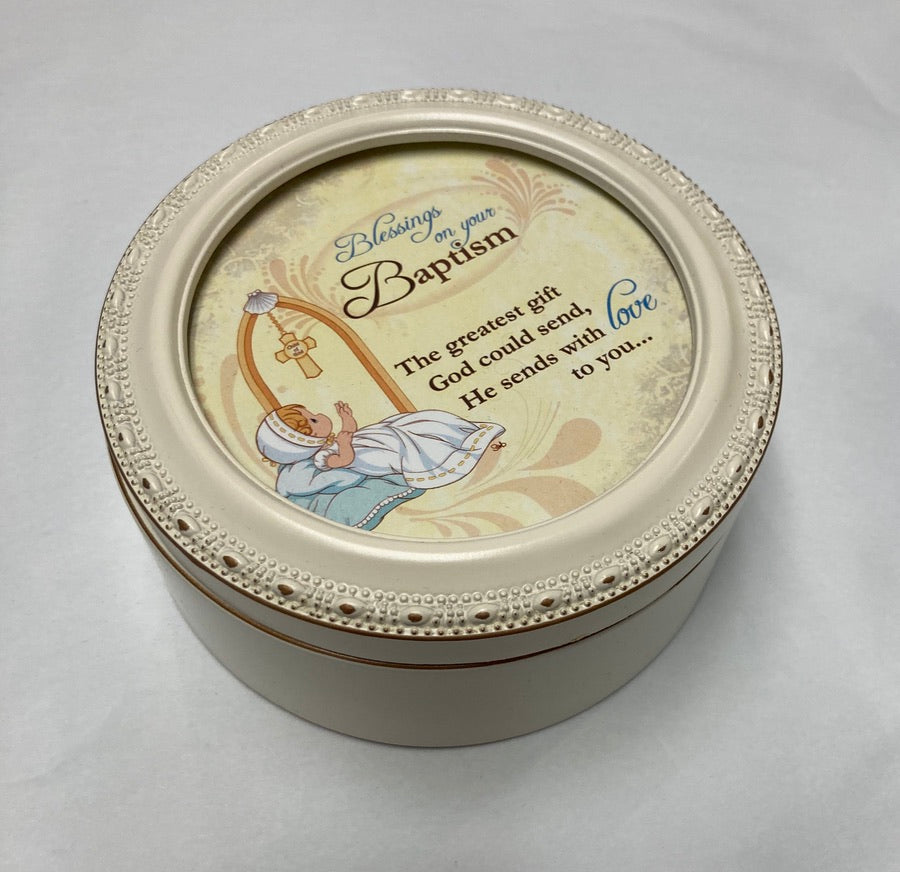 Blessings
on your
Baptism
The greatest gift
God could send,
He sends with love
to you...